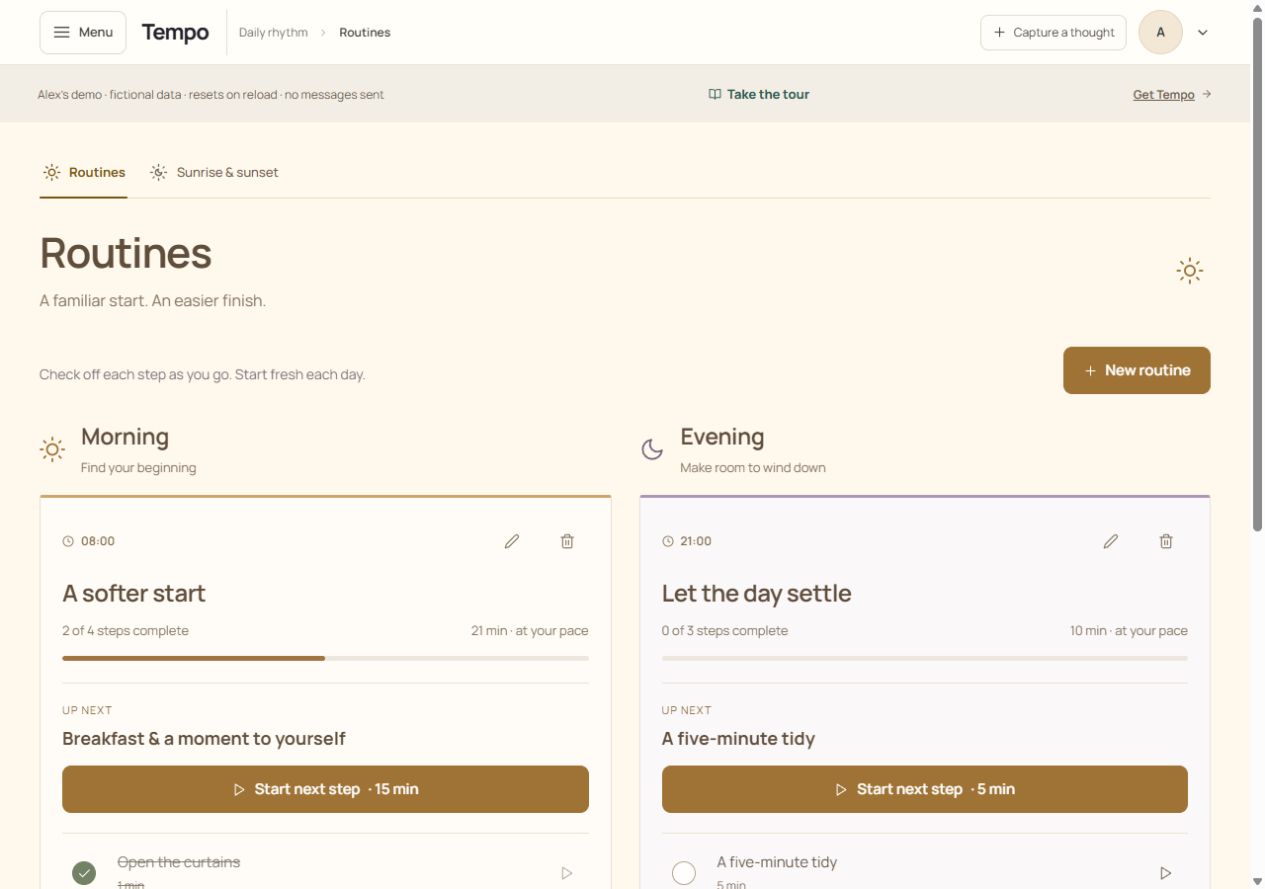 Menu
Tempo
Daily rhythm
Routines
Capture a thought
A
Alex's demo · fictional data · resets on reload · no messages sent
Take the tour
Get Tempo
Routines
Sunrise & sunset
Routines
A familiar start. An easier finish.
Check off each step as you go. Start fresh each day.
New routine
Morning
Find your beginning
08:00
A softer start
2 of 4 steps complete
21 min · at your pace
UP NEXT
Breakfast & a moment to yourself
Start next step · 15 min
Open the curtains
1 min
Evening
Make room to wind down
21:00
Let the day settle
0 of 3 steps complete
10 min · at your pace
UP NEXT
A five-minute tidy
Start next step · 5 min
A five-minute tidy
5 min